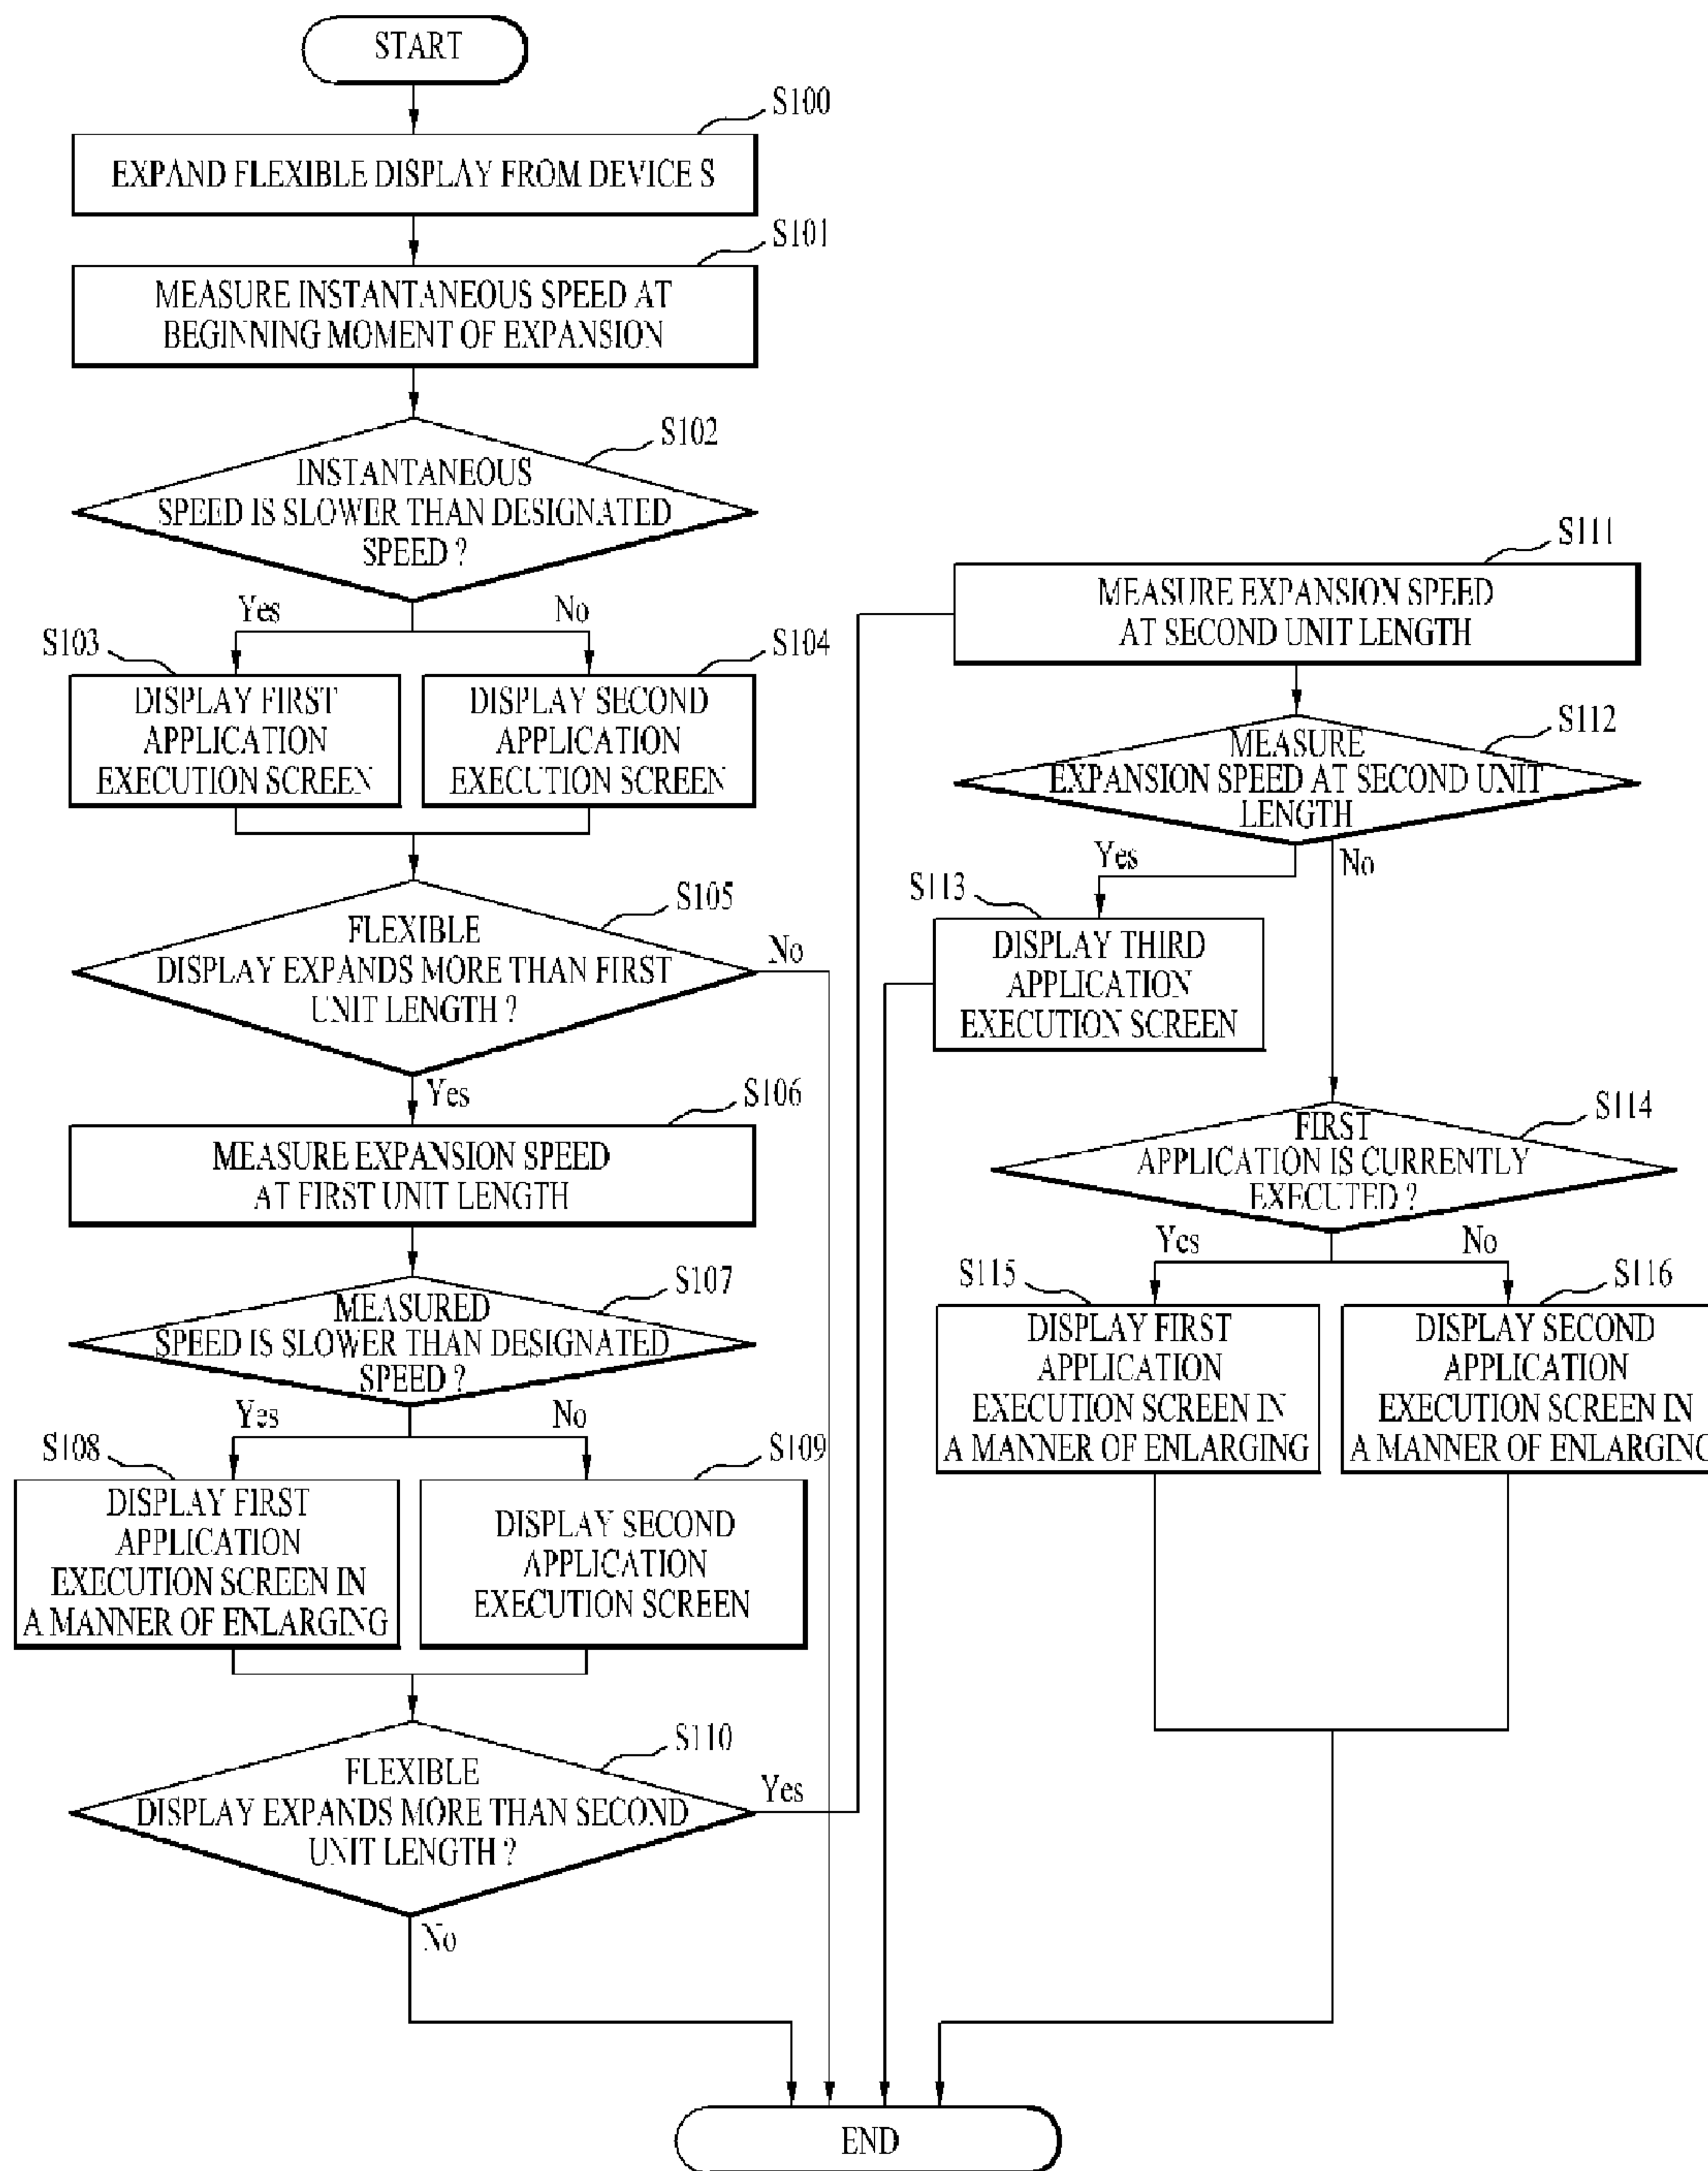 START
S100
EXPAND FLEXIBLE DISPLAY FROM DEVICE S
S101
MEASURE INSTANTANEOUS SPEED AT
BEGINNING MOMENT OF EXPANSION
S102
INSTANTANEOUS
SPEED IS SLOWER THAN DESIGNATED
SPEED ?
Yes
No
S103
DISPLAY FIRST
APPLICATION
EXECUTION SCREEN
S104
DISPLAY SECOND
APPLICATION
EXECUTION SCREEN
S105
FLEXIBLE
DISPLAY EXPANDS MORE THAN FIRST
UNIT LENGTH ?
No
Yes
S106
MEASURE EXPANSION SPEED
AT FIRST UNIT LENGTH
S107
MEASURED
SPEED IS SLOWER THAN DESIGNATED
SPEED ?
Yes
No
S108
DISPLAY FIRST
APPLICATION
EXECUTION SCREEN IN
A MANNER OF ENLARGING
S109
DISPLAY SECOND
APPLICATION
EXECUTION SCREEN
S110
FLEXIBLE
DISPLAY EXPANDS MORE THAN SECOND
UNIT LENGTH ?
Yes
No
S111
MEASURE EXPANSION SPEED
AT SECOND UNIT LENGTH
S112
MEASURE
EXPANSION SPEED AT SECOND UNIT
LENGTH
Yes
No
S113
DISPLAY THIRD
APPLICATION
EXECUTION SCREEN
S114
FIRST
APPLICATION IS CURRENTLY
EXECUTED ?
Yes
No
S115
DISPLAY FIRST
APPLICATION
EXECUTION SCREEN IN
A MANNER OF ENLARGING
S116
DISPLAY SECOND
APPLICATION
EXECUTION SCREEN IN
A MANNER OF ENLARGING
END